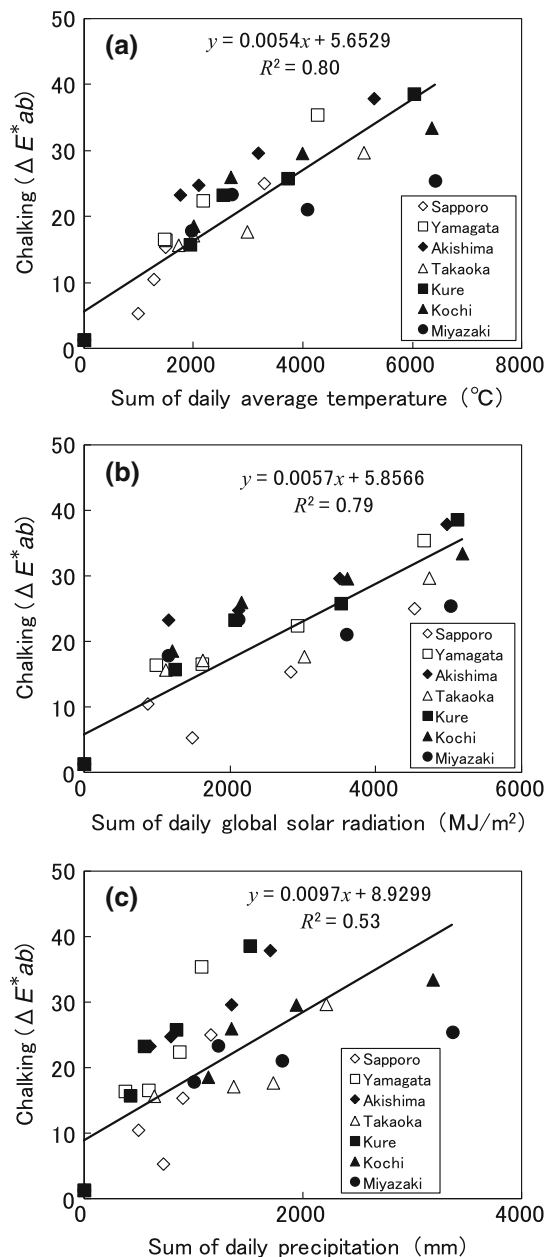 (a)
y = 0.0054x + 5.6529
R² = 0.80
Chalking (Δ E*ab)
50
40
30
20
10
0
Sapporo
Yamagata
Akishima
Takaoka
Kure
Kochi
Miyazaki
0 2000 4000 6000 8000
Sum of daily average temperature (℃)
(b)
y = 0.0057x + 5.8566
R² = 0.79
Chalking (Δ E*ab)
50
40
30
20
10
0
Sapporo
Yamagata
Akishima
Takaoka
Kure
Kochi
Miyazaki
0 2000 4000 6000
Sum of daily global solar radiation (MJ/m²)
(c)
y = 0.0097x + 8.9299
R² = 0.53
Chalking (Δ E*ab)
50
40
30
20
10
0
Sapporo
Yamagata
Akishima
Takaoka
Kure
Kochi
Miyazaki
0 2000 4000
Sum of daily precipitation (mm)